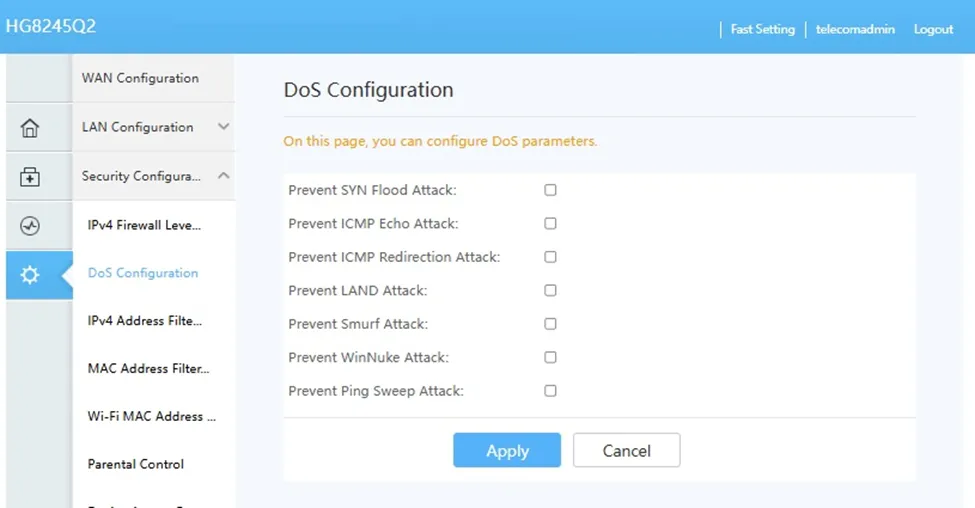 HG8245Q2
Fast Setting
telecomadmin
Logout
WAN Configuration
LAN Configuration
Security Configura...
IPv4 Firewall Leve...
DoS Configuration
IPv4 Address Filte...
MAC Address Filter...
Wi-Fi MAC Address ...
Parental Control
DoS Configuration
On this page, you can configure DoS parameters.
Prevent SYN Flood Attack:
Prevent ICMP Echo Attack:
Prevent ICMP Redirection Attack:
Prevent LAND Attack:
Prevent Smurf Attack:
Prevent WinNuke Attack:
Prevent Ping Sweep Attack:
Apply
Cancel